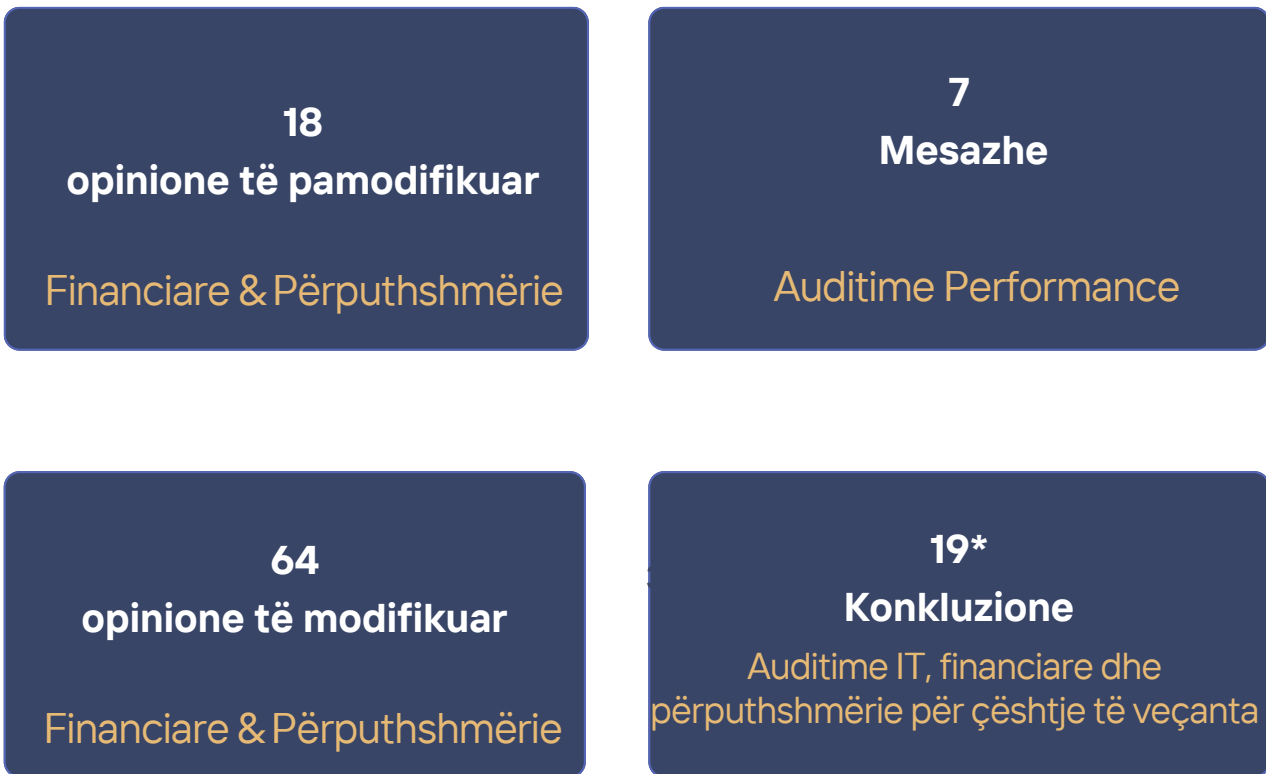 18
opinione të pamodifikuar
Financiare & Përputhshmërie
7
Mesazhe
Auditime Performance
64
opinione të modifikuar
Financiare & Përputhshmërie
19*
Konkluzione
Auditime IT, financiare dhe
përputhshmërie për çështje të veçanta